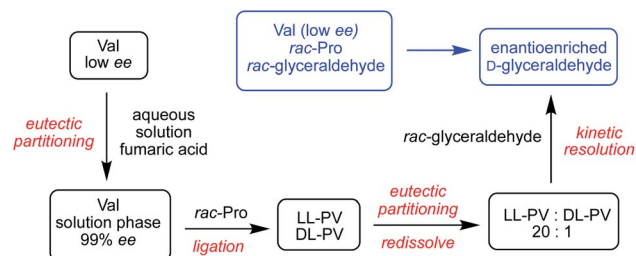 Val
low ee
eutectic
partitioning
aqueous
solution
fumaric acid
Val
solution phase
99% ee
rac-Pro
ligation
LL-PV
DL-PV
eutectic
partitioning
redissolve
LL-PV : DL-PV
20 : 1
rac-glyceraldehyde
kinetic
resolution
Val (low ee)
rac-Pro
rac-glyceraldehyde
enantioenriched
D-glyceraldehyde